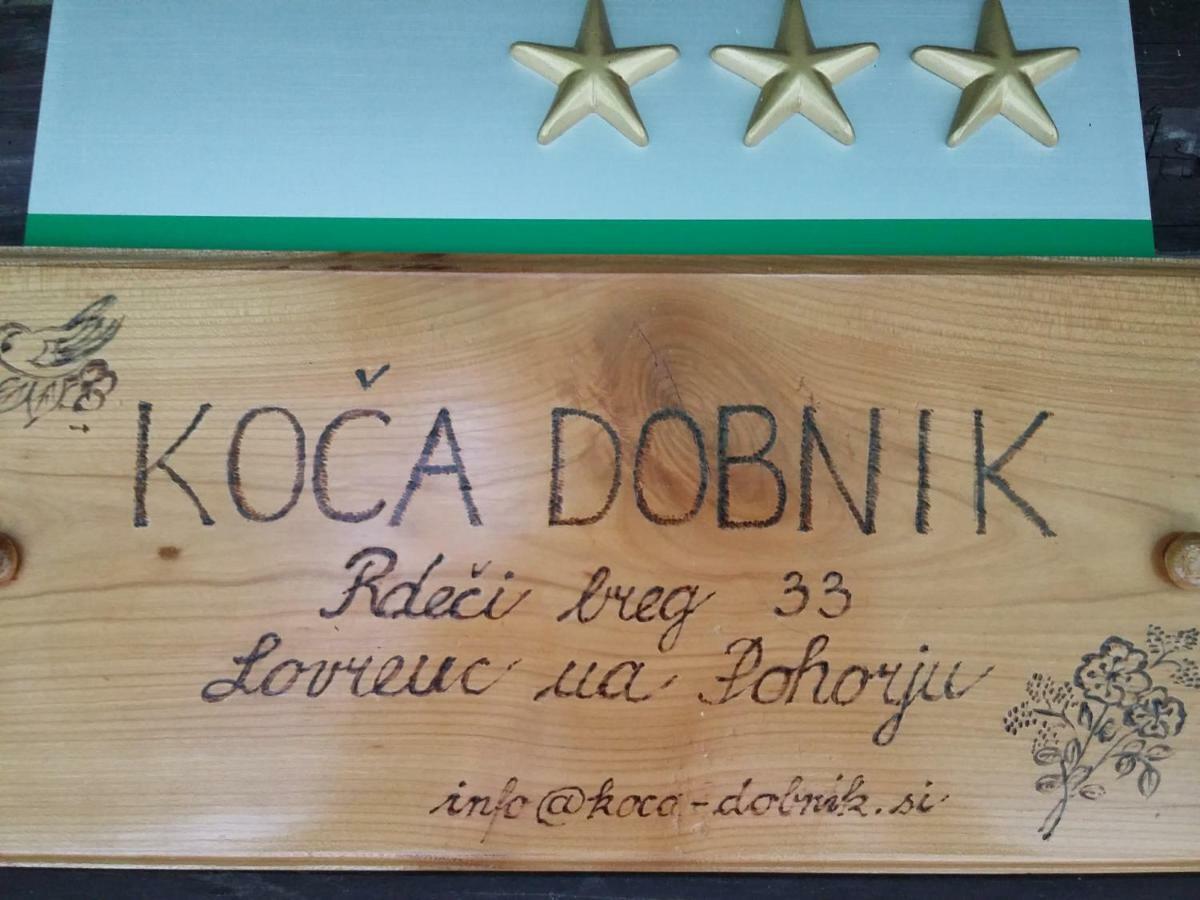 KOČA DOBNIK
Rdeči breg 33
Lovrenc na Pohorju
info@koca-dobnik.si